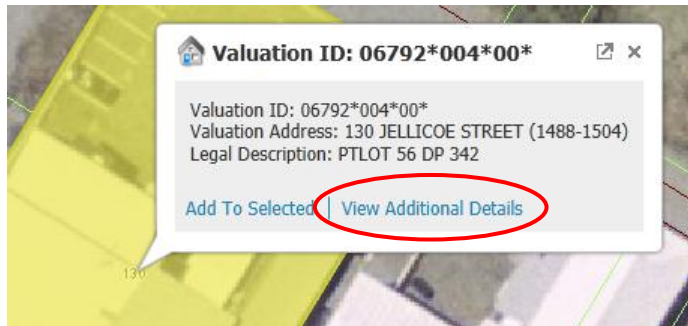 Valuation ID: 06792*004*00*
Valuation ID: 06792*004*00*
Valuation Address: 130 JELLICOE STREET (1488-1504)
Legal Description: PTLOT 56 DP 342
Add To Selected | View Additional Details
130